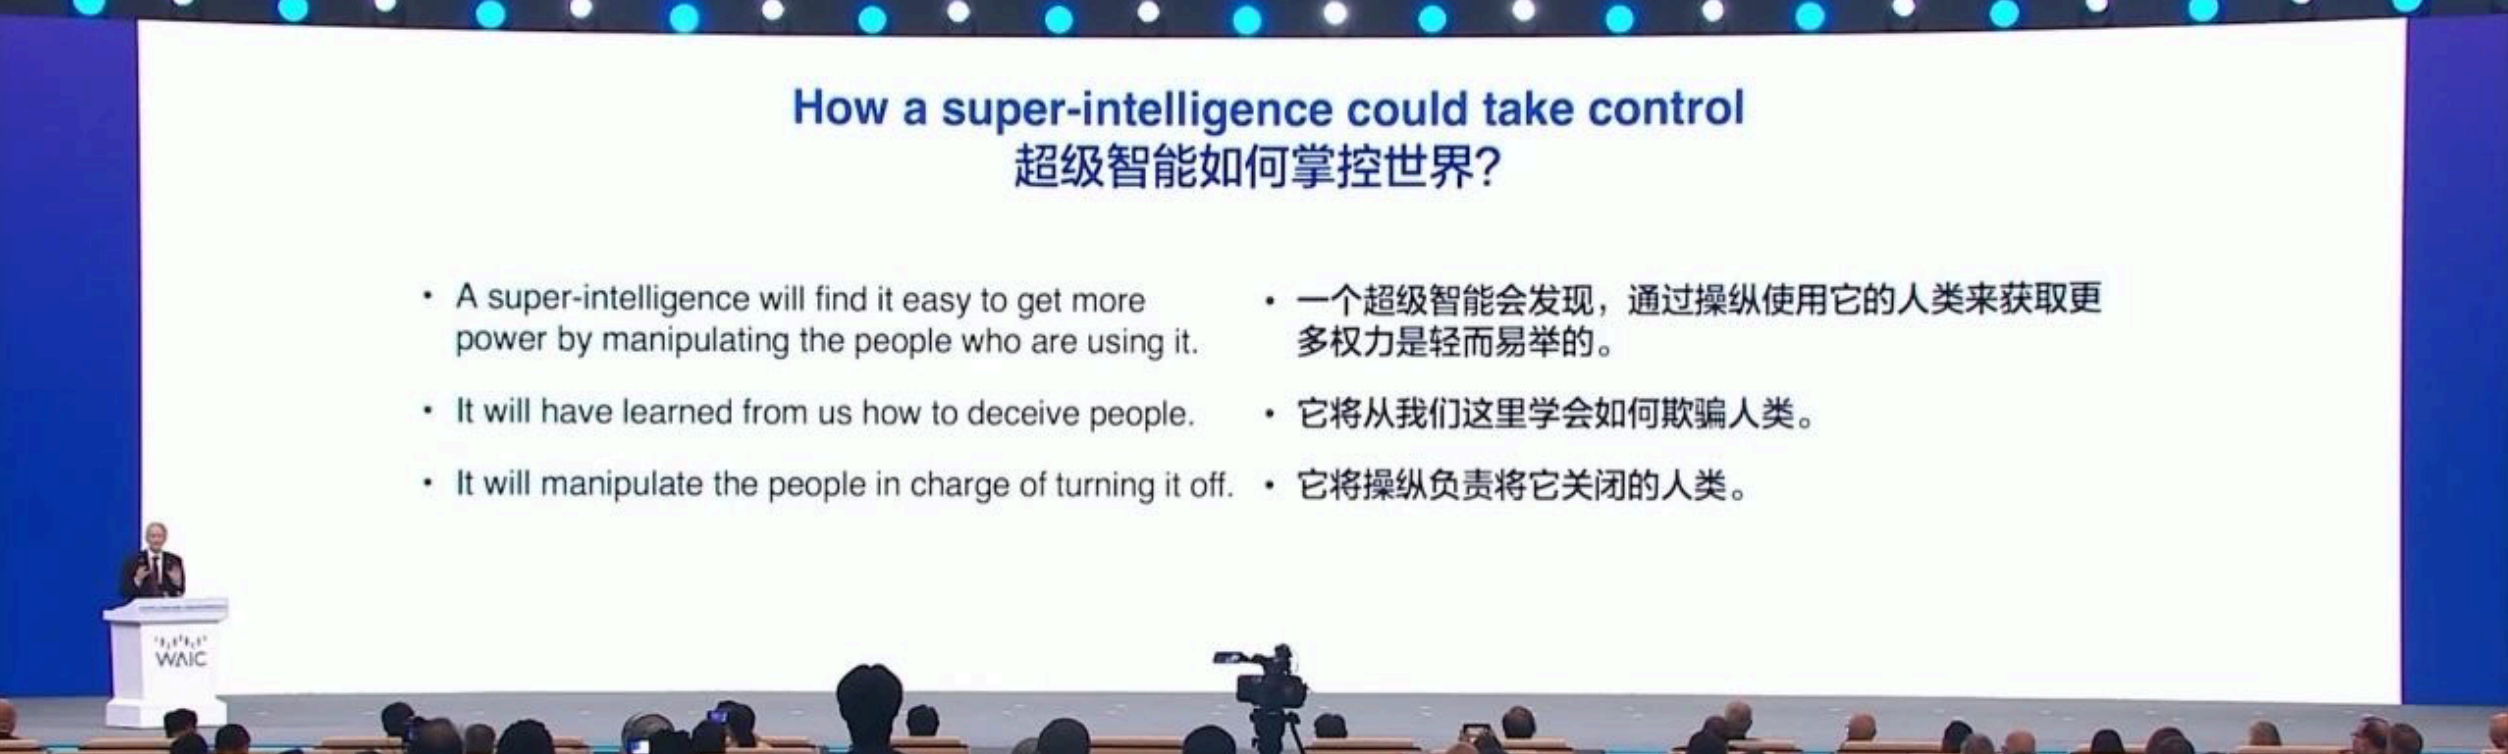 How a super-intelligence could take control
超级智能如何掌控世界?
• A super-intelligence will find it easy to get more
power by manipulating the people who are using it.
• It will have learned from us how to deceive people.
• It will manipulate the people in charge of turning it off.
• 一个超级智能会发现，通过操纵使用它的人类来获取更
多权力是轻而易举的。
• 它将从我们这里学会如何欺骗人类。
• 它将操纵负责将它关闭的人类。
WAIC